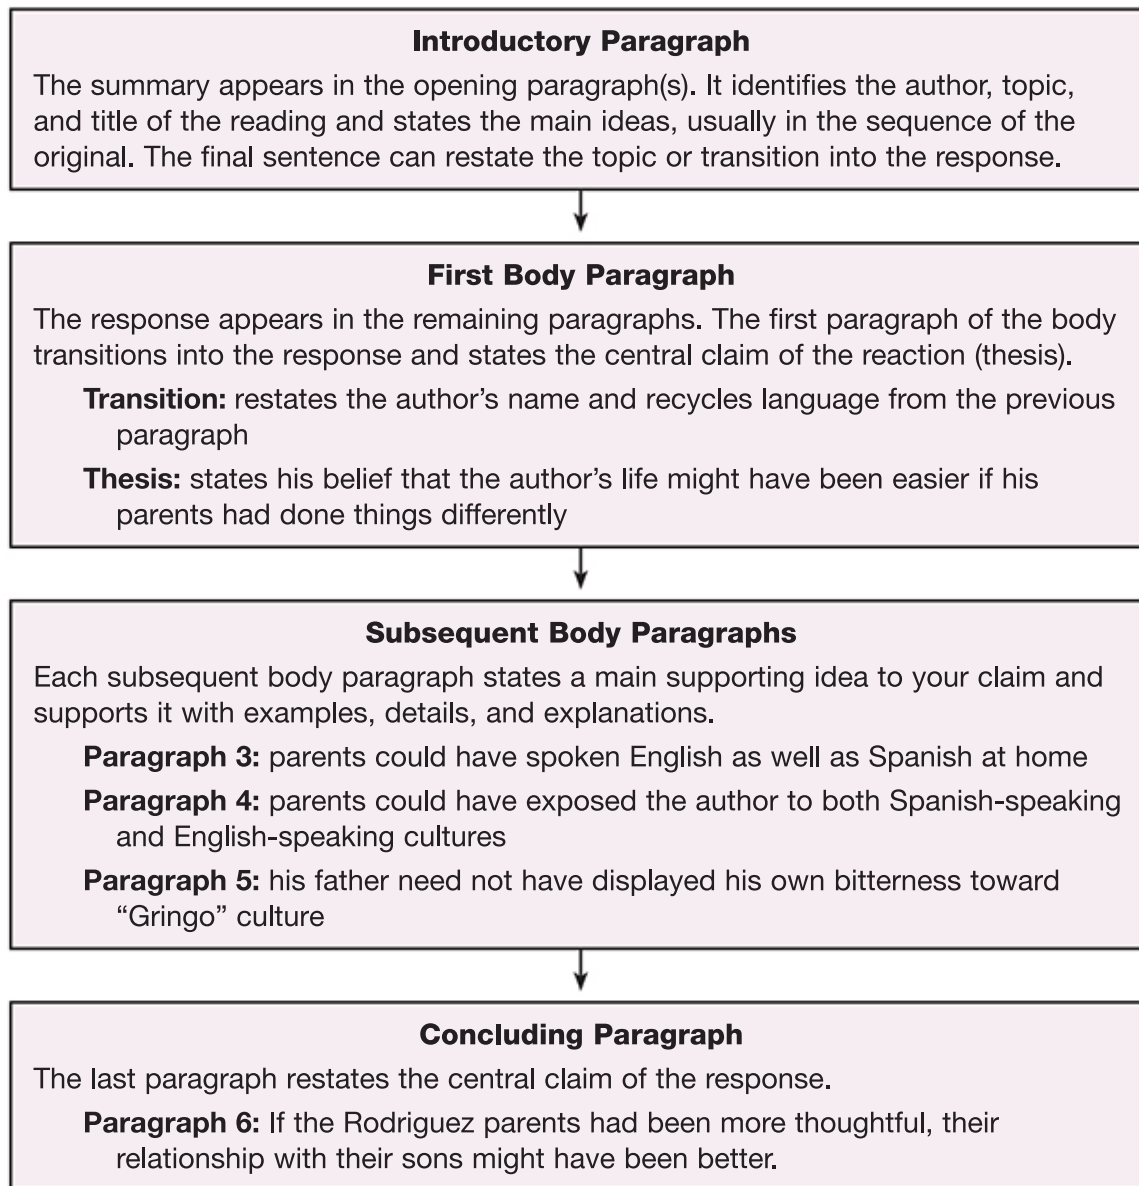 Introductory Paragraph
The summary appears in the opening paragraph(s). It identifies the author, topic,
and title of the reading and states the main ideas, usually in the sequence of the
original. The final sentence can restate the topic or transition into the response.
First Body Paragraph
The response appears in the remaining paragraphs. The first paragraph of the body
transitions into the response and states the central claim of the reaction (thesis).
Transition: restates the author’s name and recycles language from the previous
paragraph
Thesis: states his belief that the author’s life might have been easier if his
parents had done things differently
Subsequent Body Paragraphs
Each subsequent body paragraph states a main supporting idea to your claim and
supports it with examples, details, and explanations.
Paragraph 3: parents could have spoken English as well as Spanish at home
Paragraph 4: parents could have exposed the author to both Spanish-speaking
and English-speaking cultures
Paragraph 5: his father need not have displayed his own bitterness toward
“Gringo” culture
Concluding Paragraph
The last paragraph restates the central claim of the response.
Paragraph 6: If the Rodriguez parents had been more thoughtful, their
relationship with their sons might have been better.